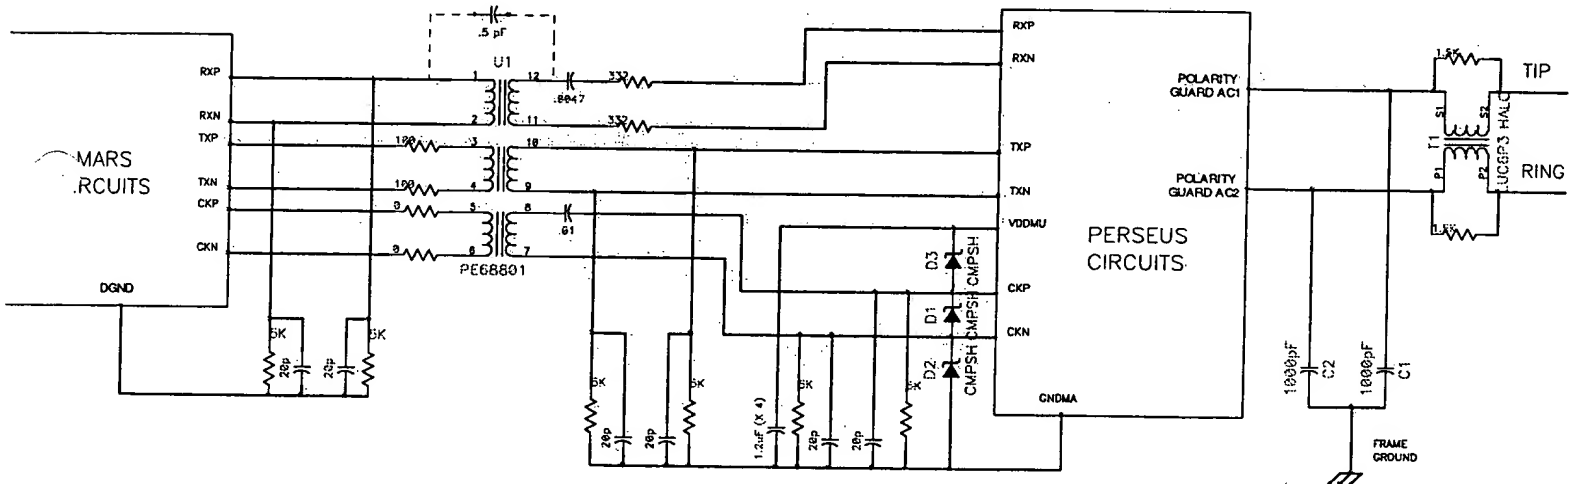 .5 pF
U1
RXP
RXN
TXP
TXN
CKP
CKN
DGND
MARS
.RCUITS
1
2
3
4
5
6
12
11
10
9
8
7
.0047
332
332
100
100
0
0
.01
PE68801
5K
20p
20p
5K
5K
20p
20p
5K
1.2uF (X 4)
5K
20p
20p
5K
D3
CMPSH
D1
CMPSH
D2
CMPSH
RXP
RXN
TXP
TXN
VDDMU
CKP
CKN
GNDMA
POLARITY
GUARD AC1
POLARITY
GUARD AC2
PERSEUS
CIRCUITS
1.5K
TIP
S1
S2
T1
P1
P2
HALO
RING
1.5K
1000pF
C2
1000pF
C1
FRAME
GROUND